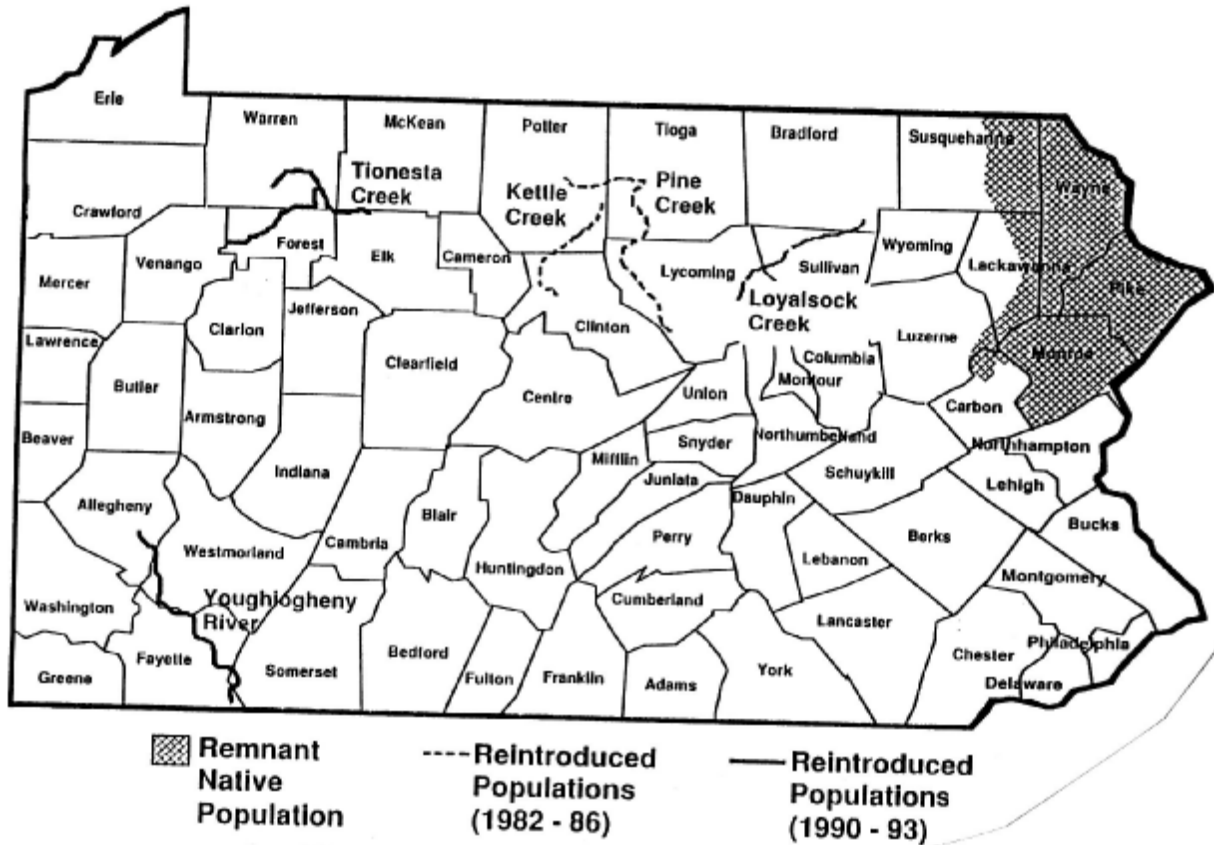 Erie
Warren
McKean
Potter
Tioga
Bradford
Susquehanna
Wayne
Tionesta
Creek
Kettle
Creek
Pine
Creek
Crawford
Forest
Elk
Cameron
Venango
Mercer
Lycoming
Sullivan
Wyoming
Lackawanna
Pike
Loyalsock
Creek
Jefferson
Clarion
Clinton
Luzerne
Monroe
Lawrence
Butler
Clearfield
Centre
Columbia
Montour
Union
Carbon
Armstrong
Beaver
Snyder
Northumberland
Northhampton
Mifflin
Indiana
Juniata
Schuykill
Lehigh
Allegheny
Blair
Dauphin
Bucks
Westmorland
Cambria
Perry
Berks
Huntingdon
Lebanon
Montgomery
Washington
Youghiogheny
River
Cumberland
Lancaster
Philadelphia
Greene
Fayette
Somerset
Bedford
Fulton
Franklin
Adams
York
Chester
Delaware
Remnant
Native
Population
Reintroduced
Populations
(1982 - 86)
Reintroduced
Populations
(1990 - 93)